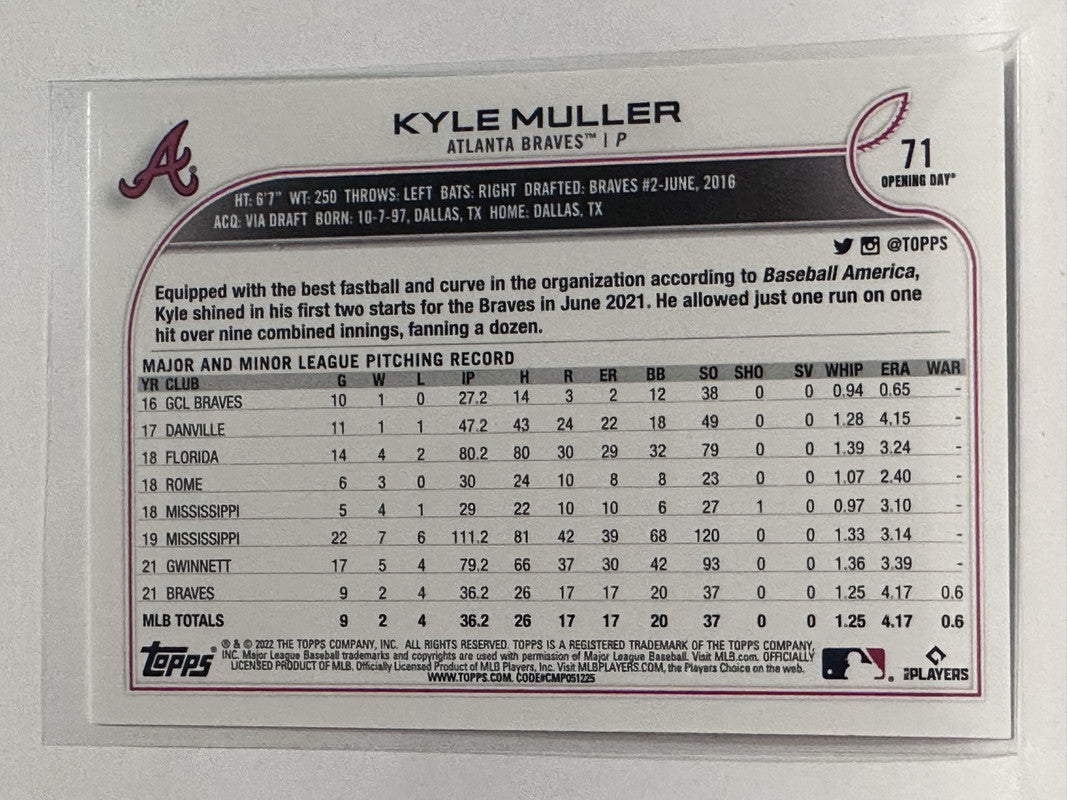 A
KYLE MULLER
ATLANTA BRAVES™ | P
71
OPENING DAY®
HT: 6'7" WT: 250 THROWS: LEFT BATS: RIGHT DRAFTED: BRAVES #2-JUNE, 2016
ACQ: VIA DRAFT BORN: 10-7-97, DALLAS, TX HOME: DALLAS, TX
@TOPPS
Equipped with the best fastball and curve in the organization according to Baseball America,
Kyle shined in his first two starts for the Braves in June 2021. He allowed just one run on one
hit over nine combined innings, fanning a dozen.
MAJOR AND MINOR LEAGUE PITCHING RECORD
YR CLUB G W L IP H R ER BB SO SHO SV WHIP ERA WAR
16 GCL BRAVES 10 1 0 27.2 14 3 2 12 38 0 0 0.94 0.65 -
17 DANVILLE 11 1 1 47.2 43 24 22 18 49 0 0 1.28 4.15 -
18 FLORIDA 14 4 2 80.2 80 30 29 32 79 0 0 1.39 3.24 -
18 ROME 6 3 0 30 24 10 8 8 23 0 0 1.07 2.40 -
18 MISSISSIPPI 5 4 1 29 22 10 10 6 27 1 0 0.97 3.10 -
19 MISSISSIPPI 22 7 6 111.2 81 42 39 68 120 0 0 1.33 3.14 -
21 GWINNETT 17 5 4 79.2 66 37 30 42 93 0 0 1.36 3.39 -
21 BRAVES 9 2 4 36.2 26 17 17 20 37 0 0 1.25 4.17 0.6
MLB TOTALS 9 2 4 36.2 26 17 17 20 37 0 0 1.25 4.17 0.6
Topps®
® & © 2022 THE TOPPS COMPANY, INC. ALL RIGHTS RESERVED. TOPPS IS A REGISTERED TRADEMARK OF THE TOPPS COMPANY,
INC. Major League Baseball trademarks and copyrights are used with permission of Major League Baseball. Visit MLB.com. OFFICIALLY
LICENSED PRODUCT OF MLB, Officially Licensed Product of MLB Players, Inc. Visit MLBPLAYERS.COM, the Players Choice on the web.
WWW.TOPPS.COM. CODE#CMP051225
MLB PLAYERS